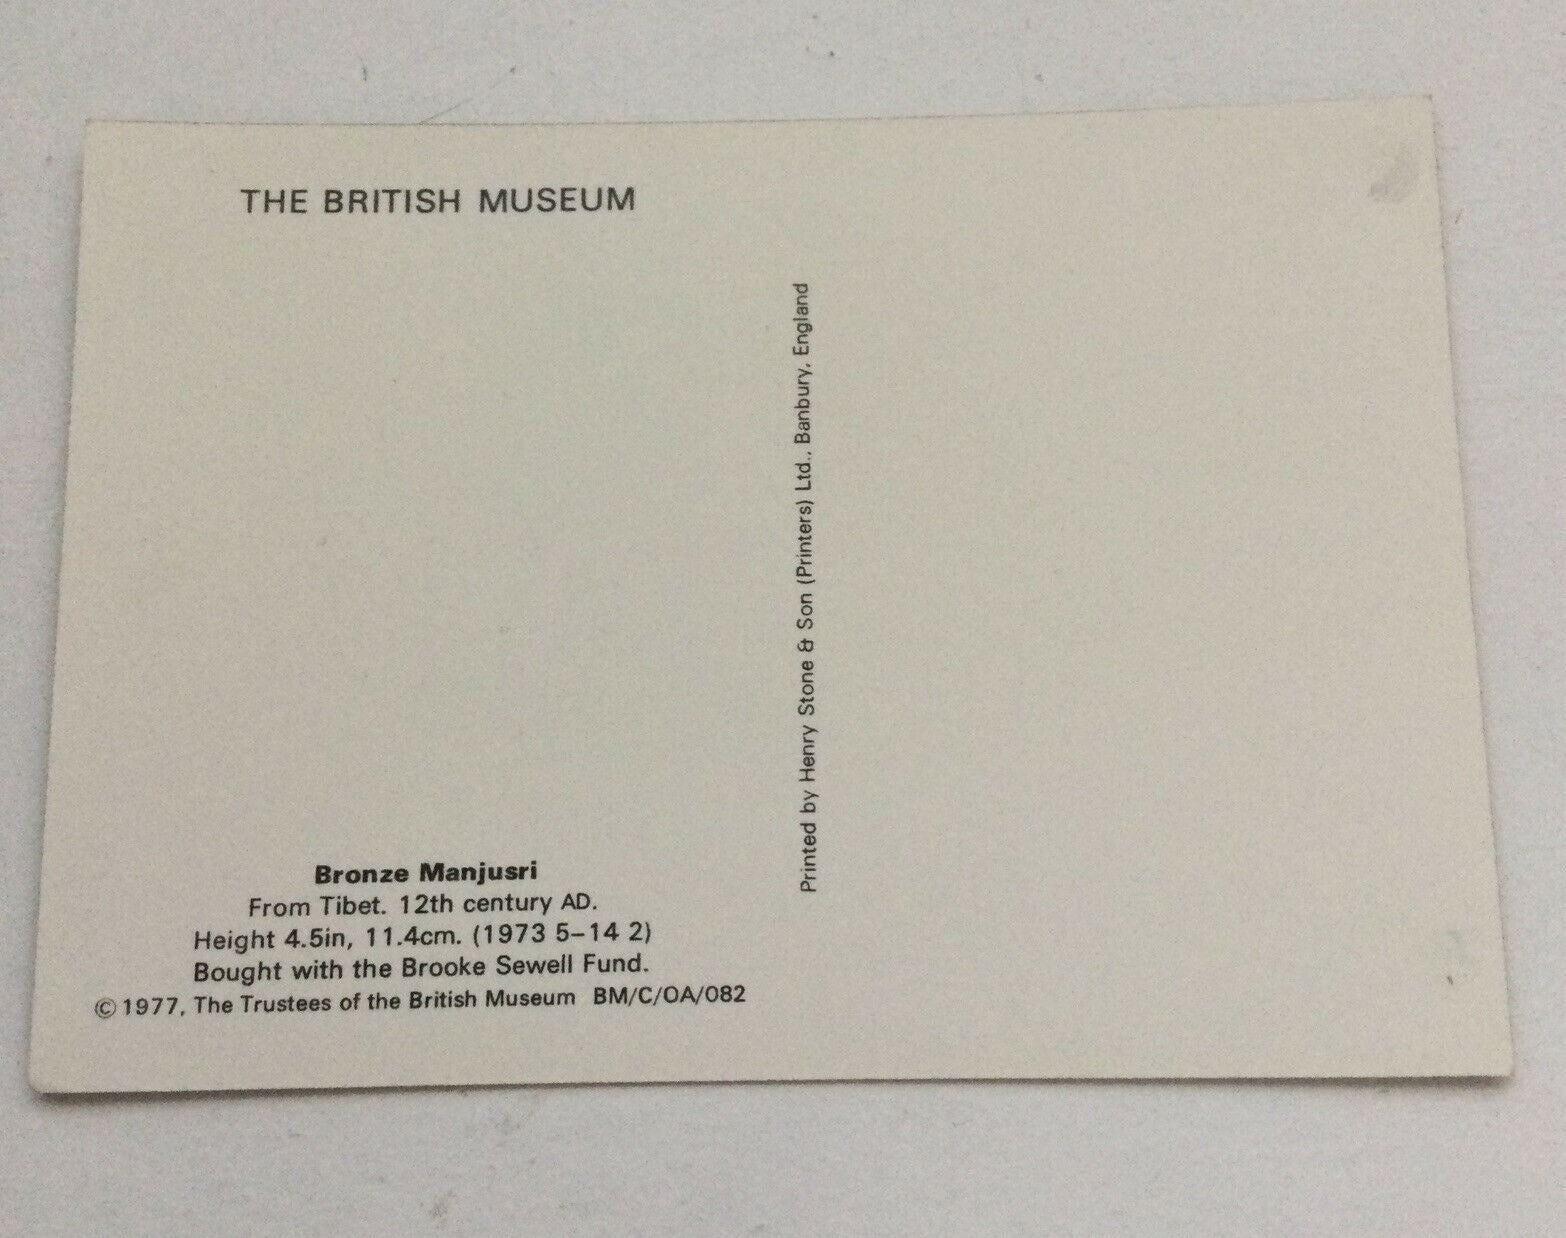 THE BRITISH MUSEUM
Bronze Manjusri
From Tibet. 12th century AD.
Height 4.5in, 11.4cm. (1973 5–14 2)
Bought with the Brooke Sewell Fund.
©1977, The Trustees of the British Museum BM/C/OA/082
Printed by Henry Stone & Son (Printers) Ltd., Banbury, England